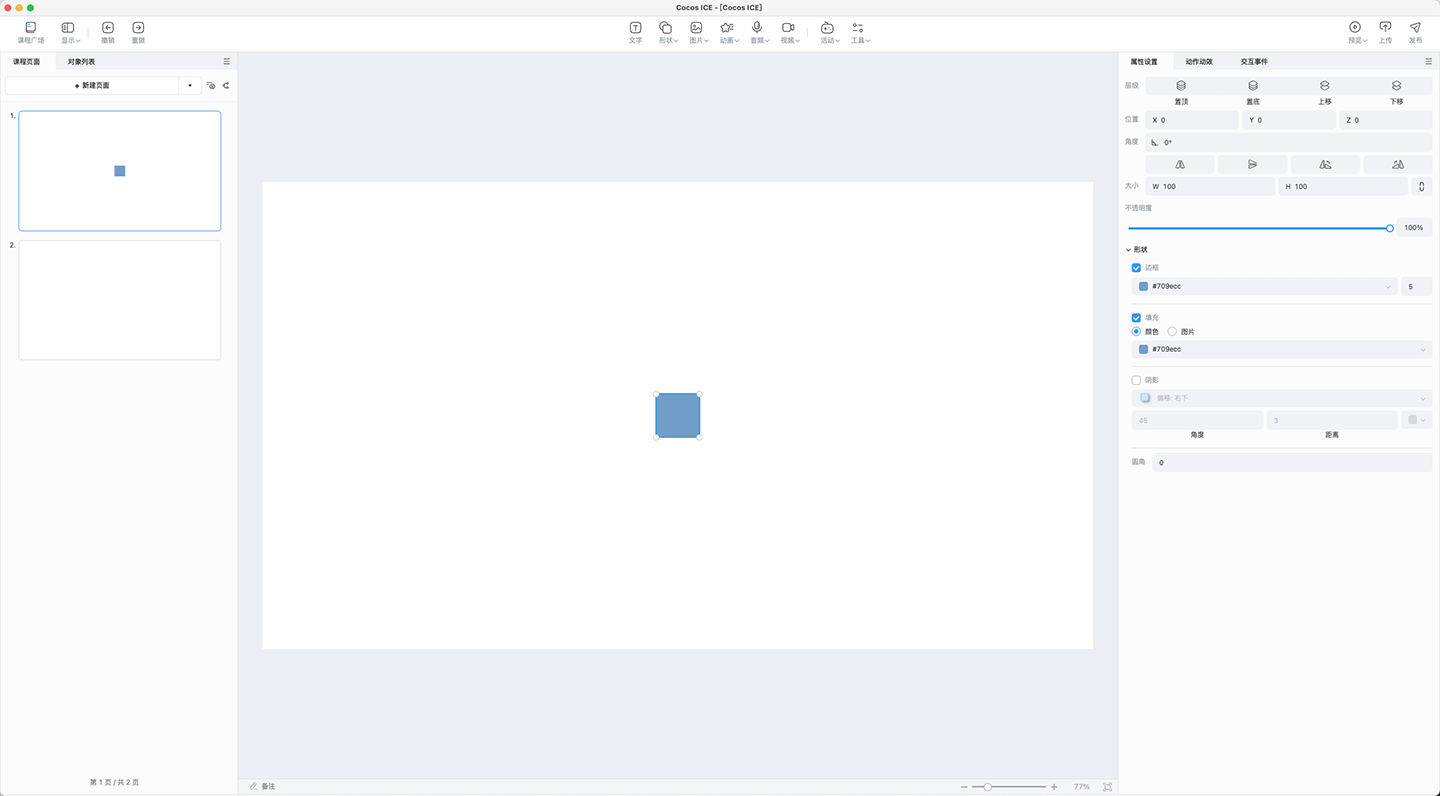 Cocos ICE - [Cocos ICE]
课程广场 显示 撤销 重做 文字 形状 图片 动画 音频 视频 活动 工具 预览 上传 发布
课程页面 对象列表
新建页面
1.
2.
第 1 页 / 共 2 页
备注
77%
属性设置 动作动效 交互事件
层级
置顶 置底 上移 下移
位置 X 0 Y 0 Z 0
角度 0°
大小 W 100 H 100
不透明度
100%
形状
边框
#709ecc 5
填充
颜色 图片
#709ecc
阴影
偏移: 右下
45 3
角度 距离
圆角 0